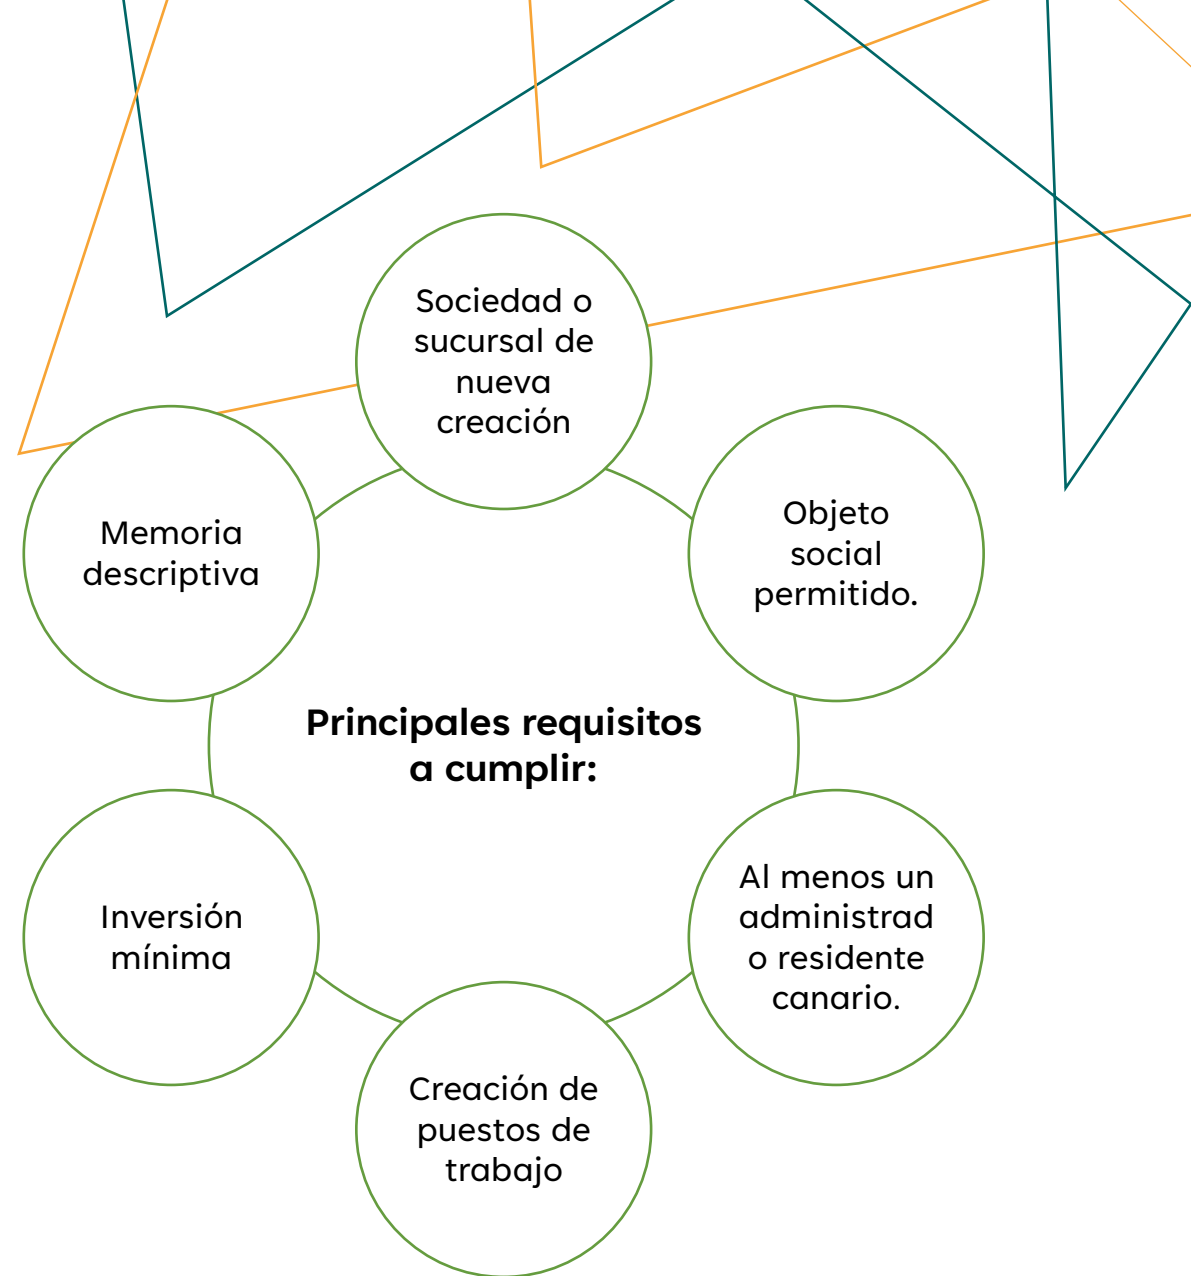 Sociedad o
sucursal de
nueva
creación
Objeto
social
permitido.
Al menos un
administrad
o residente
canario.
Creación de
puestos de
trabajo
Inversión
mínima
Memoria
descriptiva
Principales requisitos
a cumplir: